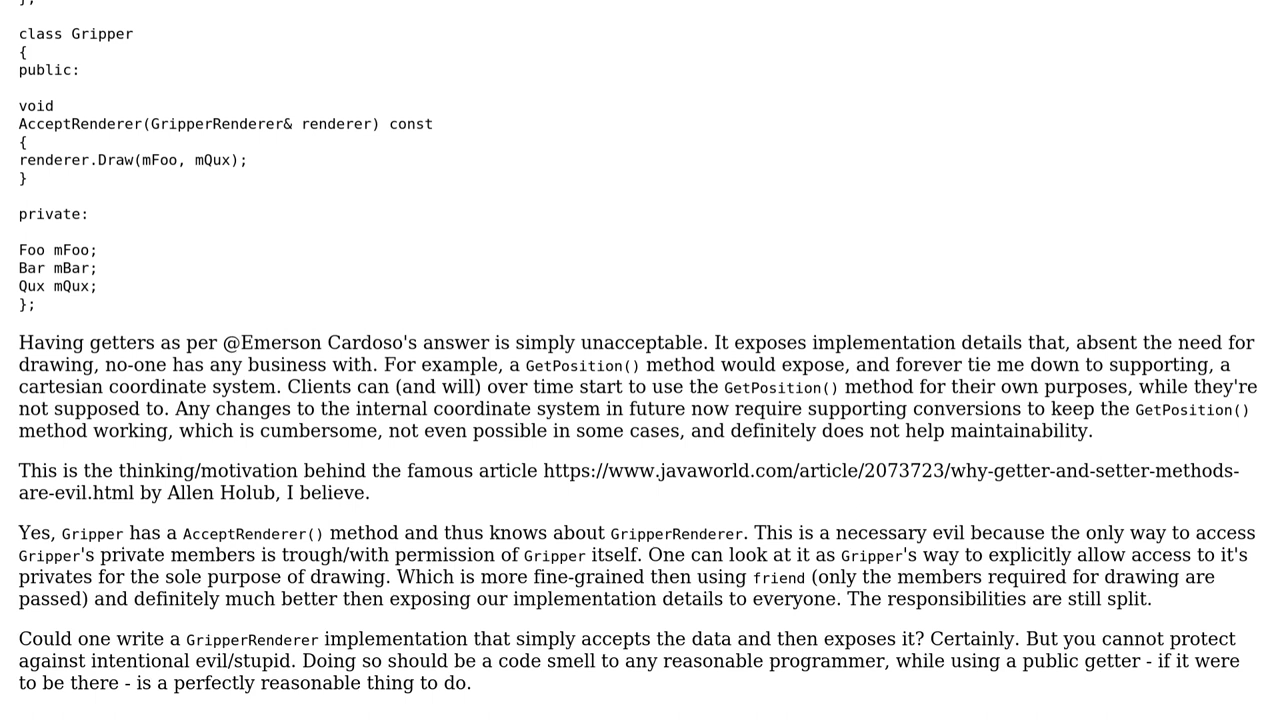 };
class Gripper
{
public:
void
AcceptRenderer(GripperRenderer& renderer) const
{
renderer.Draw(mFoo, mQux);
}
private:
Foo mFoo;
Bar mBar;
Qux mQux;
};
Having getters as per @Emerson Cardoso's answer is simply unacceptable. It exposes implementation details that, absent the need for
drawing, no-one has any business with. For example, a GetPosition() method would expose, and forever tie me down to supporting, a
cartesian coordinate system. Clients can (and will) over time start to use the GetPosition() method for their own purposes, while they're
not supposed to. Any changes to the internal coordinate system in future now require supporting conversions to keep the GetPosition()
method working, which is cumbersome, not even possible in some cases, and definitely does not help maintainability.
This is the thinking/motivation behind the famous article https://www.javaworld.com/article/2073723/why-getter-and-setter-methods-
are-evil.html by Allen Holub, I believe.
Yes, Gripper has a AcceptRenderer() method and thus knows about GripperRenderer. This is a necessary evil because the only way to access
Gripper's private members is trough/with permission of Gripper itself. One can look at it as Gripper's way to explicitly allow access to it's
privates for the sole purpose of drawing. Which is more fine-grained then using friend (only the members required for drawing are
passed) and definitely much better then exposing our implementation details to everyone. The responsibilities are still split.
Could one write a GripperRenderer implementation that simply accepts the data and then exposes it? Certainly. But you cannot protect
against intentional evil/stupid. Doing so should be a code smell to any reasonable programmer, while using a public getter - if it were
to be there - is a perfectly reasonable thing to do.